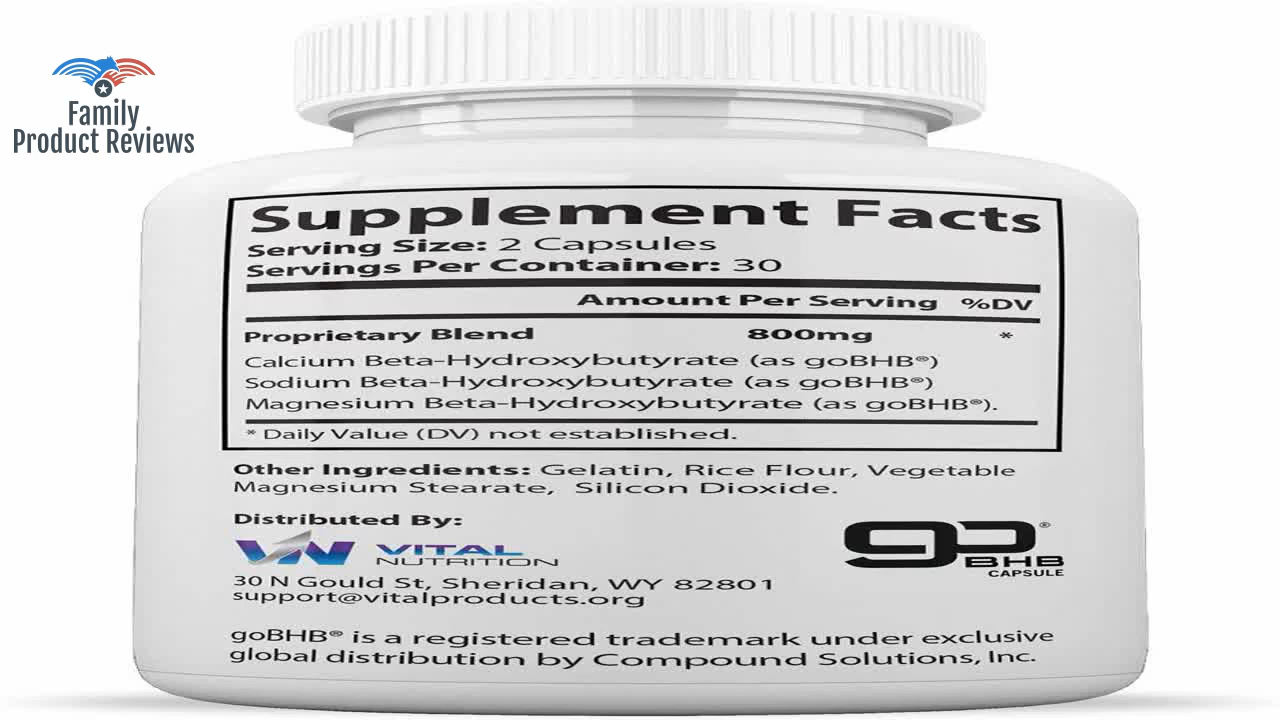 Family
Product Reviews
Supplement Facts
Serving Size: 2 Capsules
Servings Per Container: 30
Amount Per Serving %DV
Proprietary Blend 800mg *
Calcium Beta-Hydroxybutyrate (as goBHB®)
Sodium Beta-Hydroxybutyrate (as goBHB®)
Magnesium Beta-Hydroxybutyrate (as goBHB®).
* Daily Value (DV) not established.
Other Ingredients: Gelatin, Rice Flour, Vegetable
Magnesium Stearate, Silicon Dioxide.
Distributed By:
VN VITAL
NUTRITION
30 N Gould St, Sheridan, WY 82801
support@vitalproducts.org
go®
BHB
CAPSULE
goBHB® is a registered trademark under exclusive
global distribution by Compound Solutions, Inc.